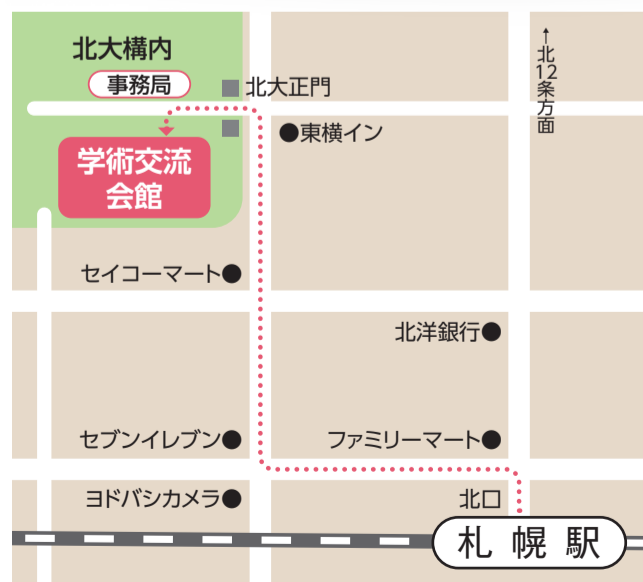 北大構内
事務局
北大正門
↑北12条方面
●東横イン
学術交流
会館
セイコーマート●
北洋銀行●
セブンイレブン●
ファミリーマート●
ヨドバシカメラ●
北口
札幌駅